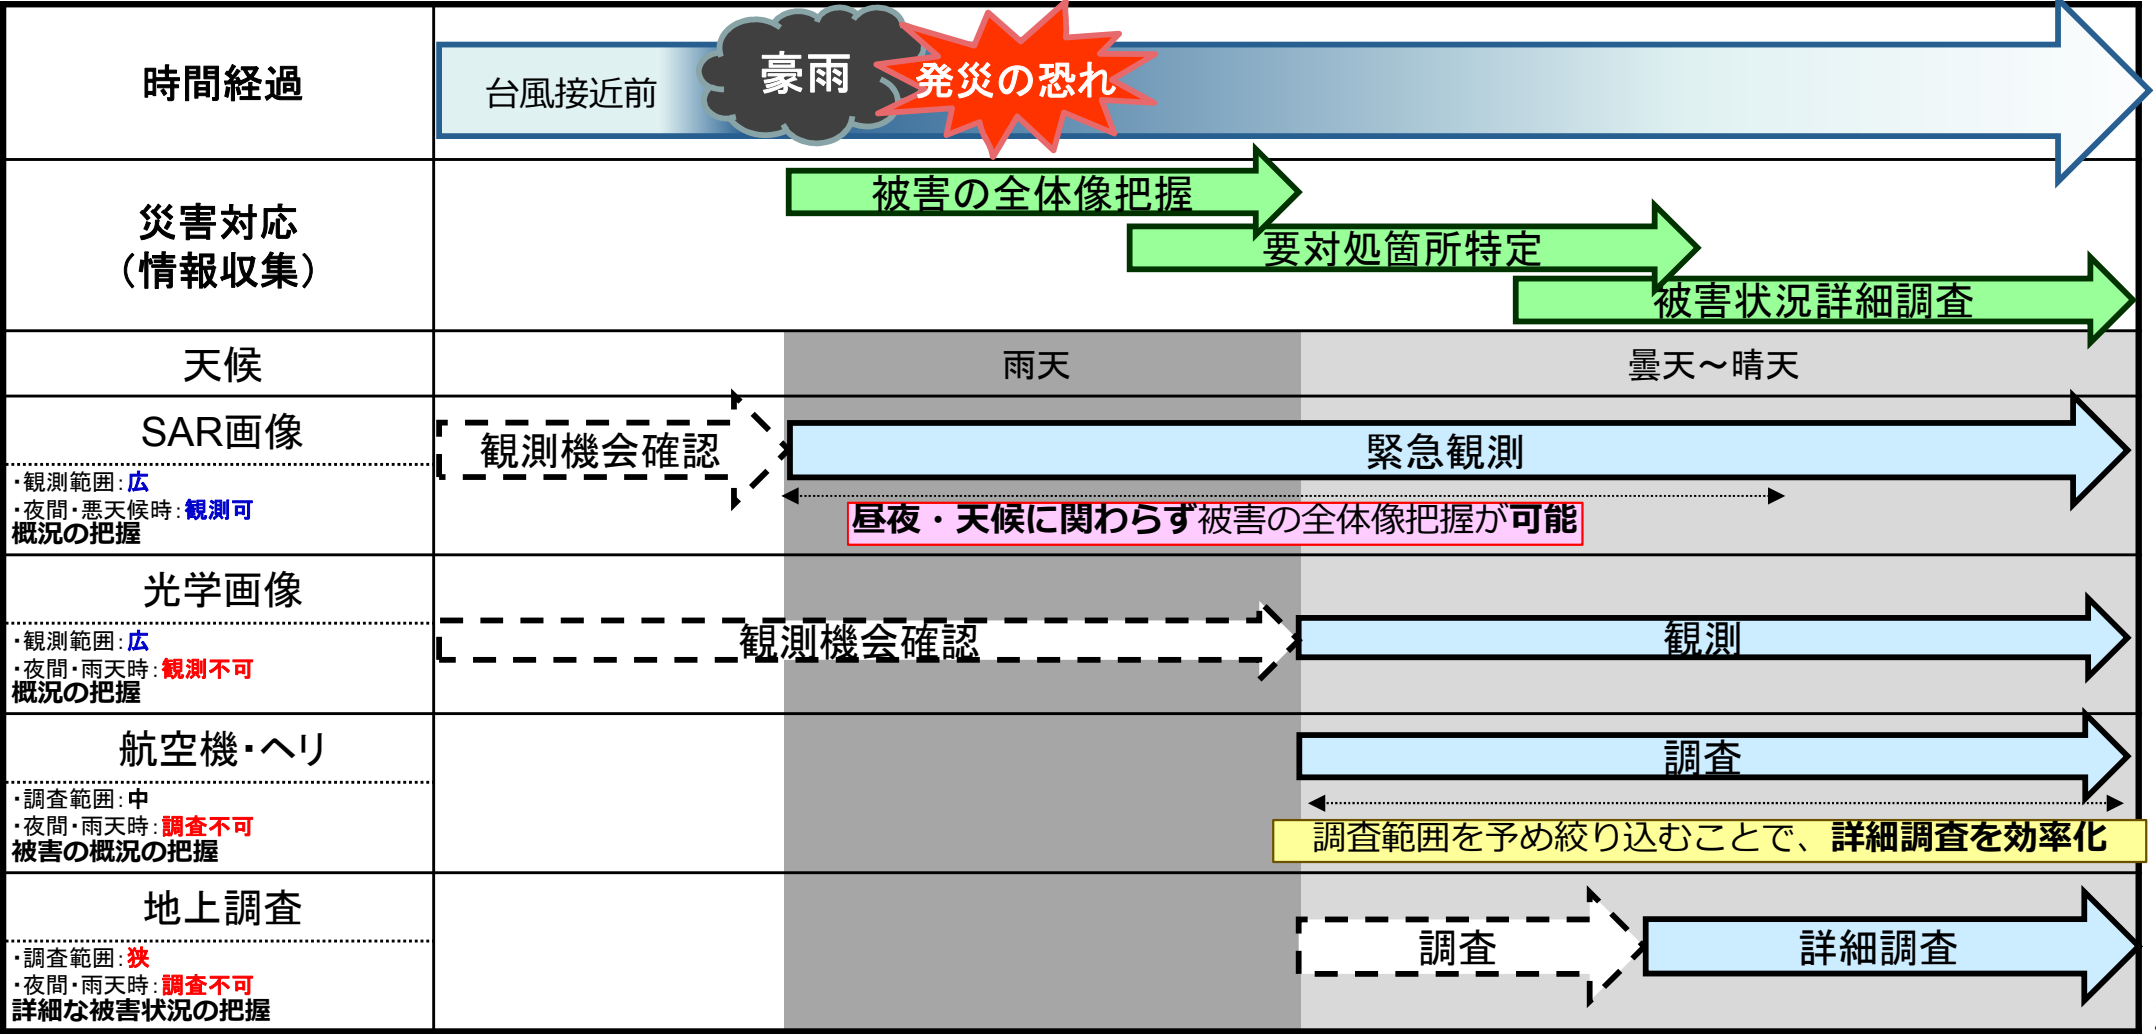 時間経過
台風接近前
豪雨
発災の恐れ
災害対応
（情報収集）
被害の全体像把握
要対処箇所特定
被害状況詳細調査
天候
雨天
曇天～晴天
SAR画像
・観測範囲：広
・夜間・悪天候時：観測可
概況の把握
観測機会確認
緊急観測
昼夜・天候に関わらず被害の全体像把握が可能
光学画像
・観測範囲：広
・夜間・雨天時：観測不可
概況の把握
観測機会確認
観測
航空機・ヘリ
・調査範囲：中
・夜間・雨天時：調査不可
被害の概況の把握
調査
調査範囲を予め絞り込むことで、詳細調査を効率化
地上調査
・調査範囲：狭
・夜間・雨天時：調査不可
詳細な被害状況の把握
調査
詳細調査